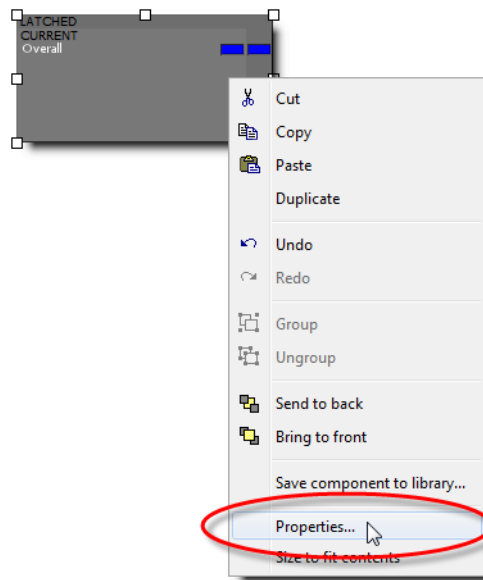 LATCHED
CURRENT
Overall
Cut
Copy
Paste
Duplicate
Undo
Redo
Group
Ungroup
Send to back
Bring to front
Save component to library...
Properties...
Size to fit contents